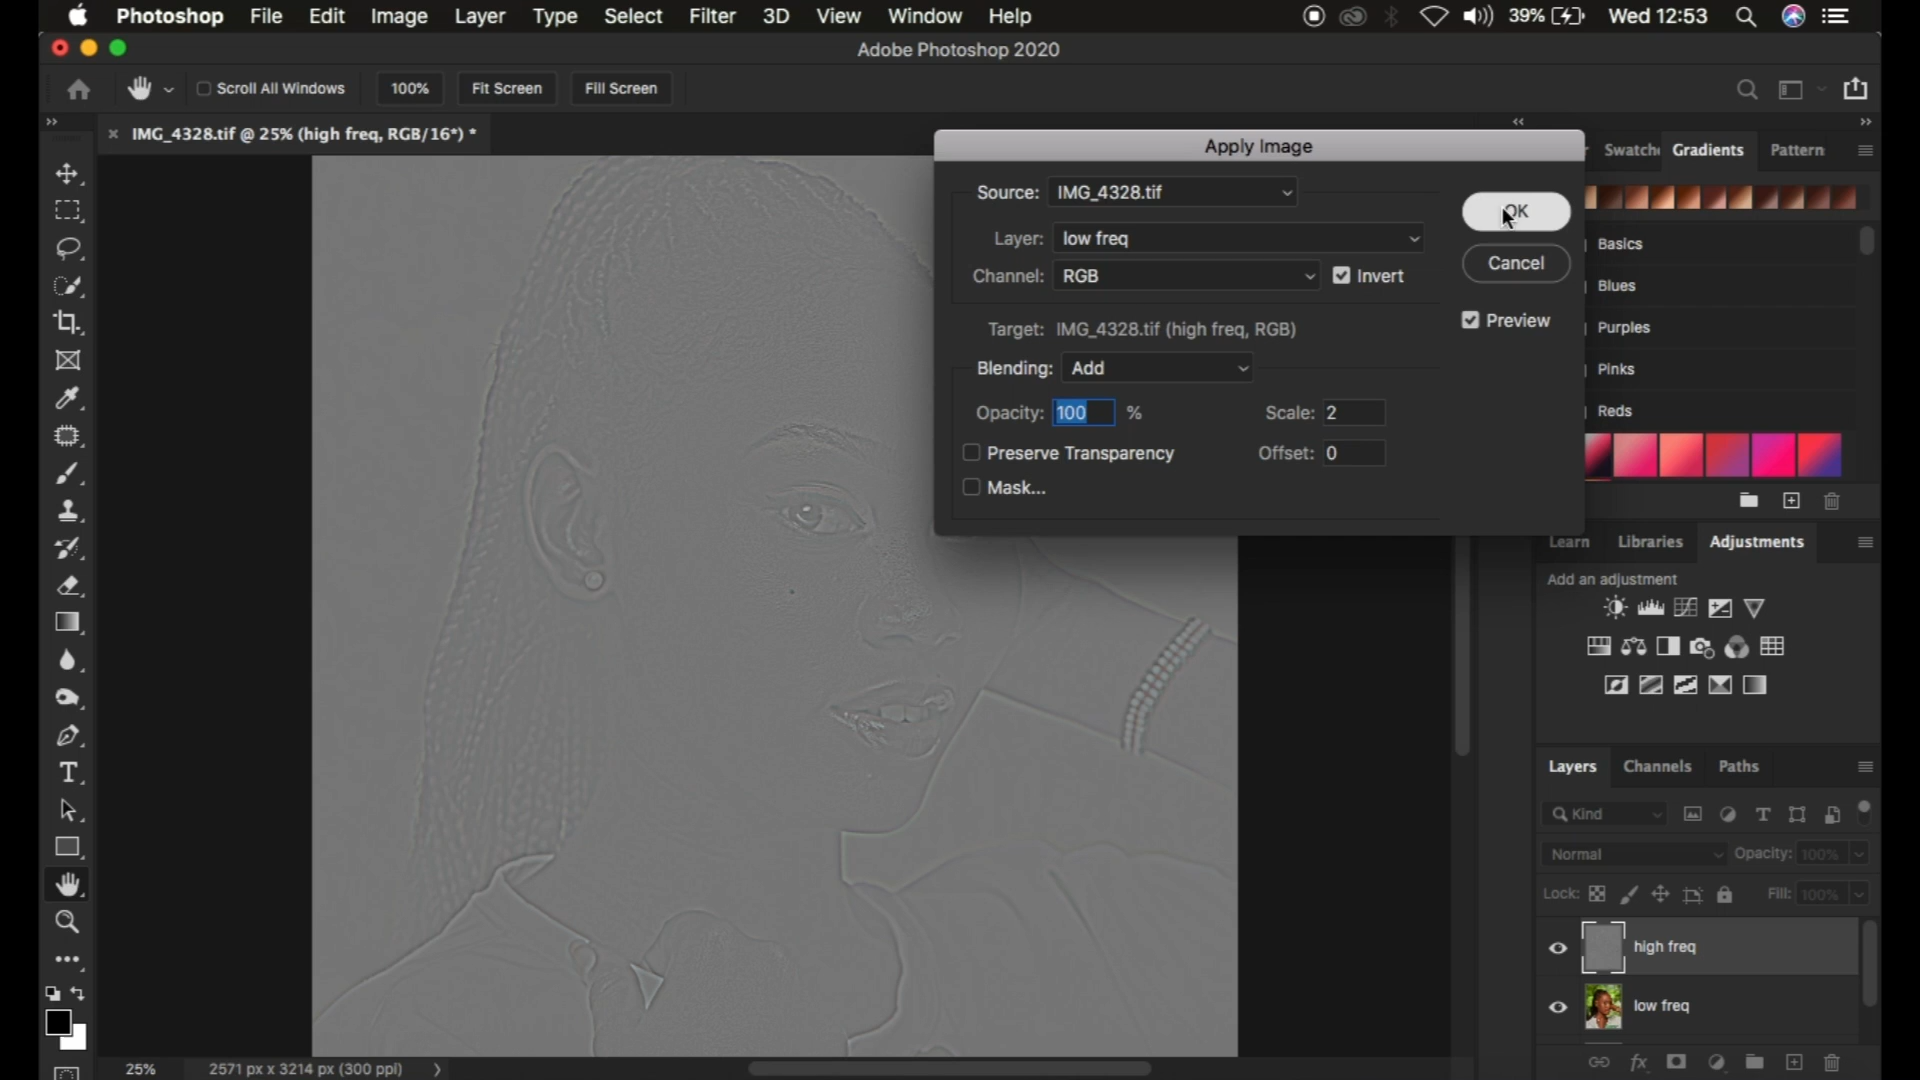 Photoshop File Edit Image Layer Type Select Filter 3D View Window Help 39% Wed 12:53
Adobe Photoshop 2020
Scroll All Windows 100% Fit Screen Fill Screen
IMG_4328.tif @ 25% (high freq, RGB/16*) *
Apply Image
Source: IMG_4328.tif
Layer: low freq
Channel: RGB Invert
Target: IMG_4328.tif (high freq, RGB)
Blending: Add
Opacity: 100 % Scale: 2
Preserve Transparency Offset: 0
Mask...
OK
Cancel
Preview
Gradients Pattern
Basics
Blues
Purples
Pinks
Reds
Learn Libraries Adjustments
Add an adjustment
Layers Channels Paths
Kind
Normal Opacity: 100%
Lock: Fill: 100%
high freq
low freq
25% 2571 px x 3214 px (300 ppi)